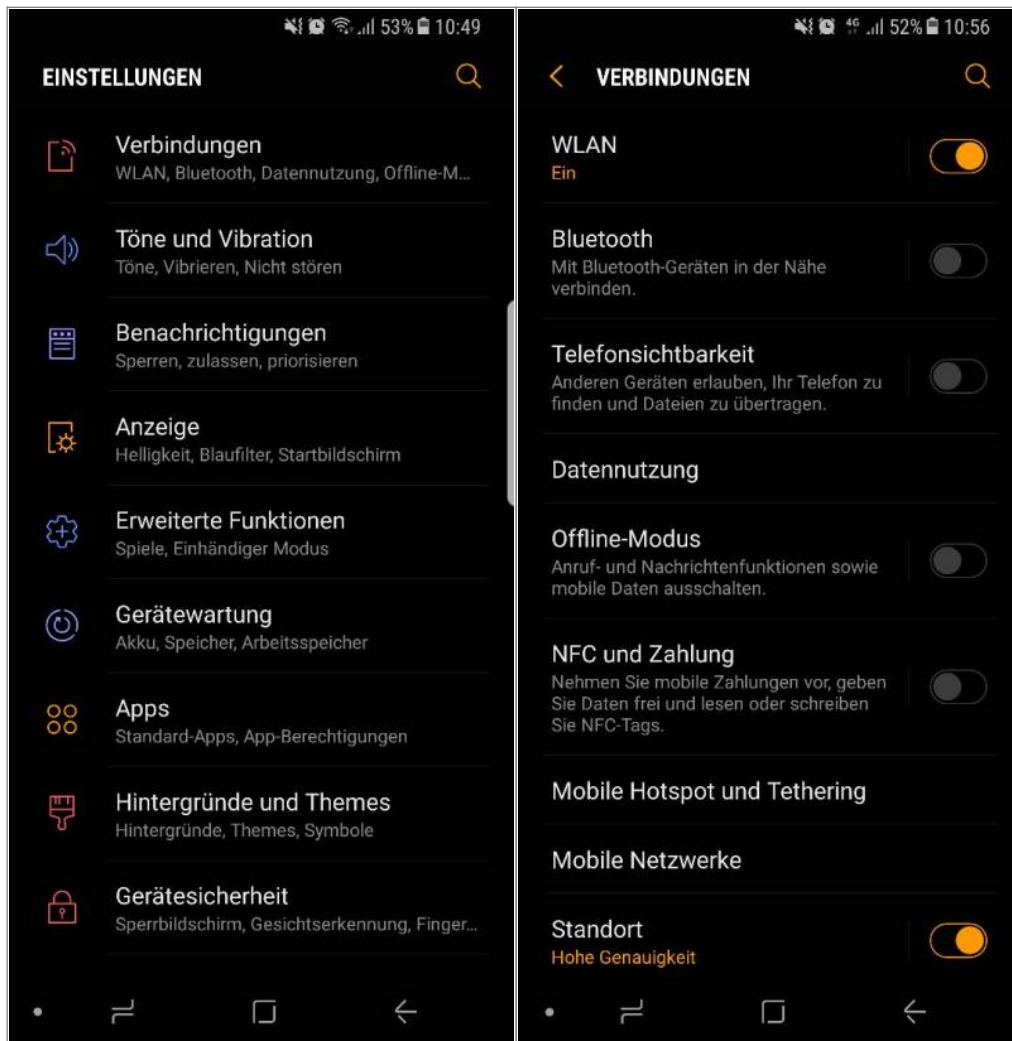 53% 10:49
EINSTELLUNGEN
Verbindungen
WLAN, Bluetooth, Datennutzung, Offline-M...
Töne und Vibration
Töne, Vibrieren, Nicht stören
Benachrichtigungen
Sperren, zulassen, priorisieren
Anzeige
Helligkeit, Blaufilter, Startbildschirm
Erweiterte Funktionen
Spiele, Einhändiger Modus
Gerätewartung
Akku, Speicher, Arbeitsspeicher
Apps
Standard-Apps, App-Berechtigungen
Hintergründe und Themes
Hintergründe, Themes, Symbole
Gerätesicherheit
Sperrbildschirm, Gesichtserkennung, Finger...
4G 52% 10:56
VERBINDUNGEN
WLAN
Ein
Bluetooth
Mit Bluetooth-Geräten in der Nähe
verbinden.
Telefonsichtbarkeit
Anderen Geräten erlauben, Ihr Telefon zu
finden und Dateien zu übertragen.
Datennutzung
Offline-Modus
Anruf- und Nachrichtenfunktionen sowie
mobile Daten ausschalten.
NFC und Zahlung
Nehmen Sie mobile Zahlungen vor, geben
Sie Daten frei und lesen oder schreiben
Sie NFC-Tags.
Mobile Hotspot und Tethering
Mobile Netzwerke
Standort
Hohe Genauigkeit